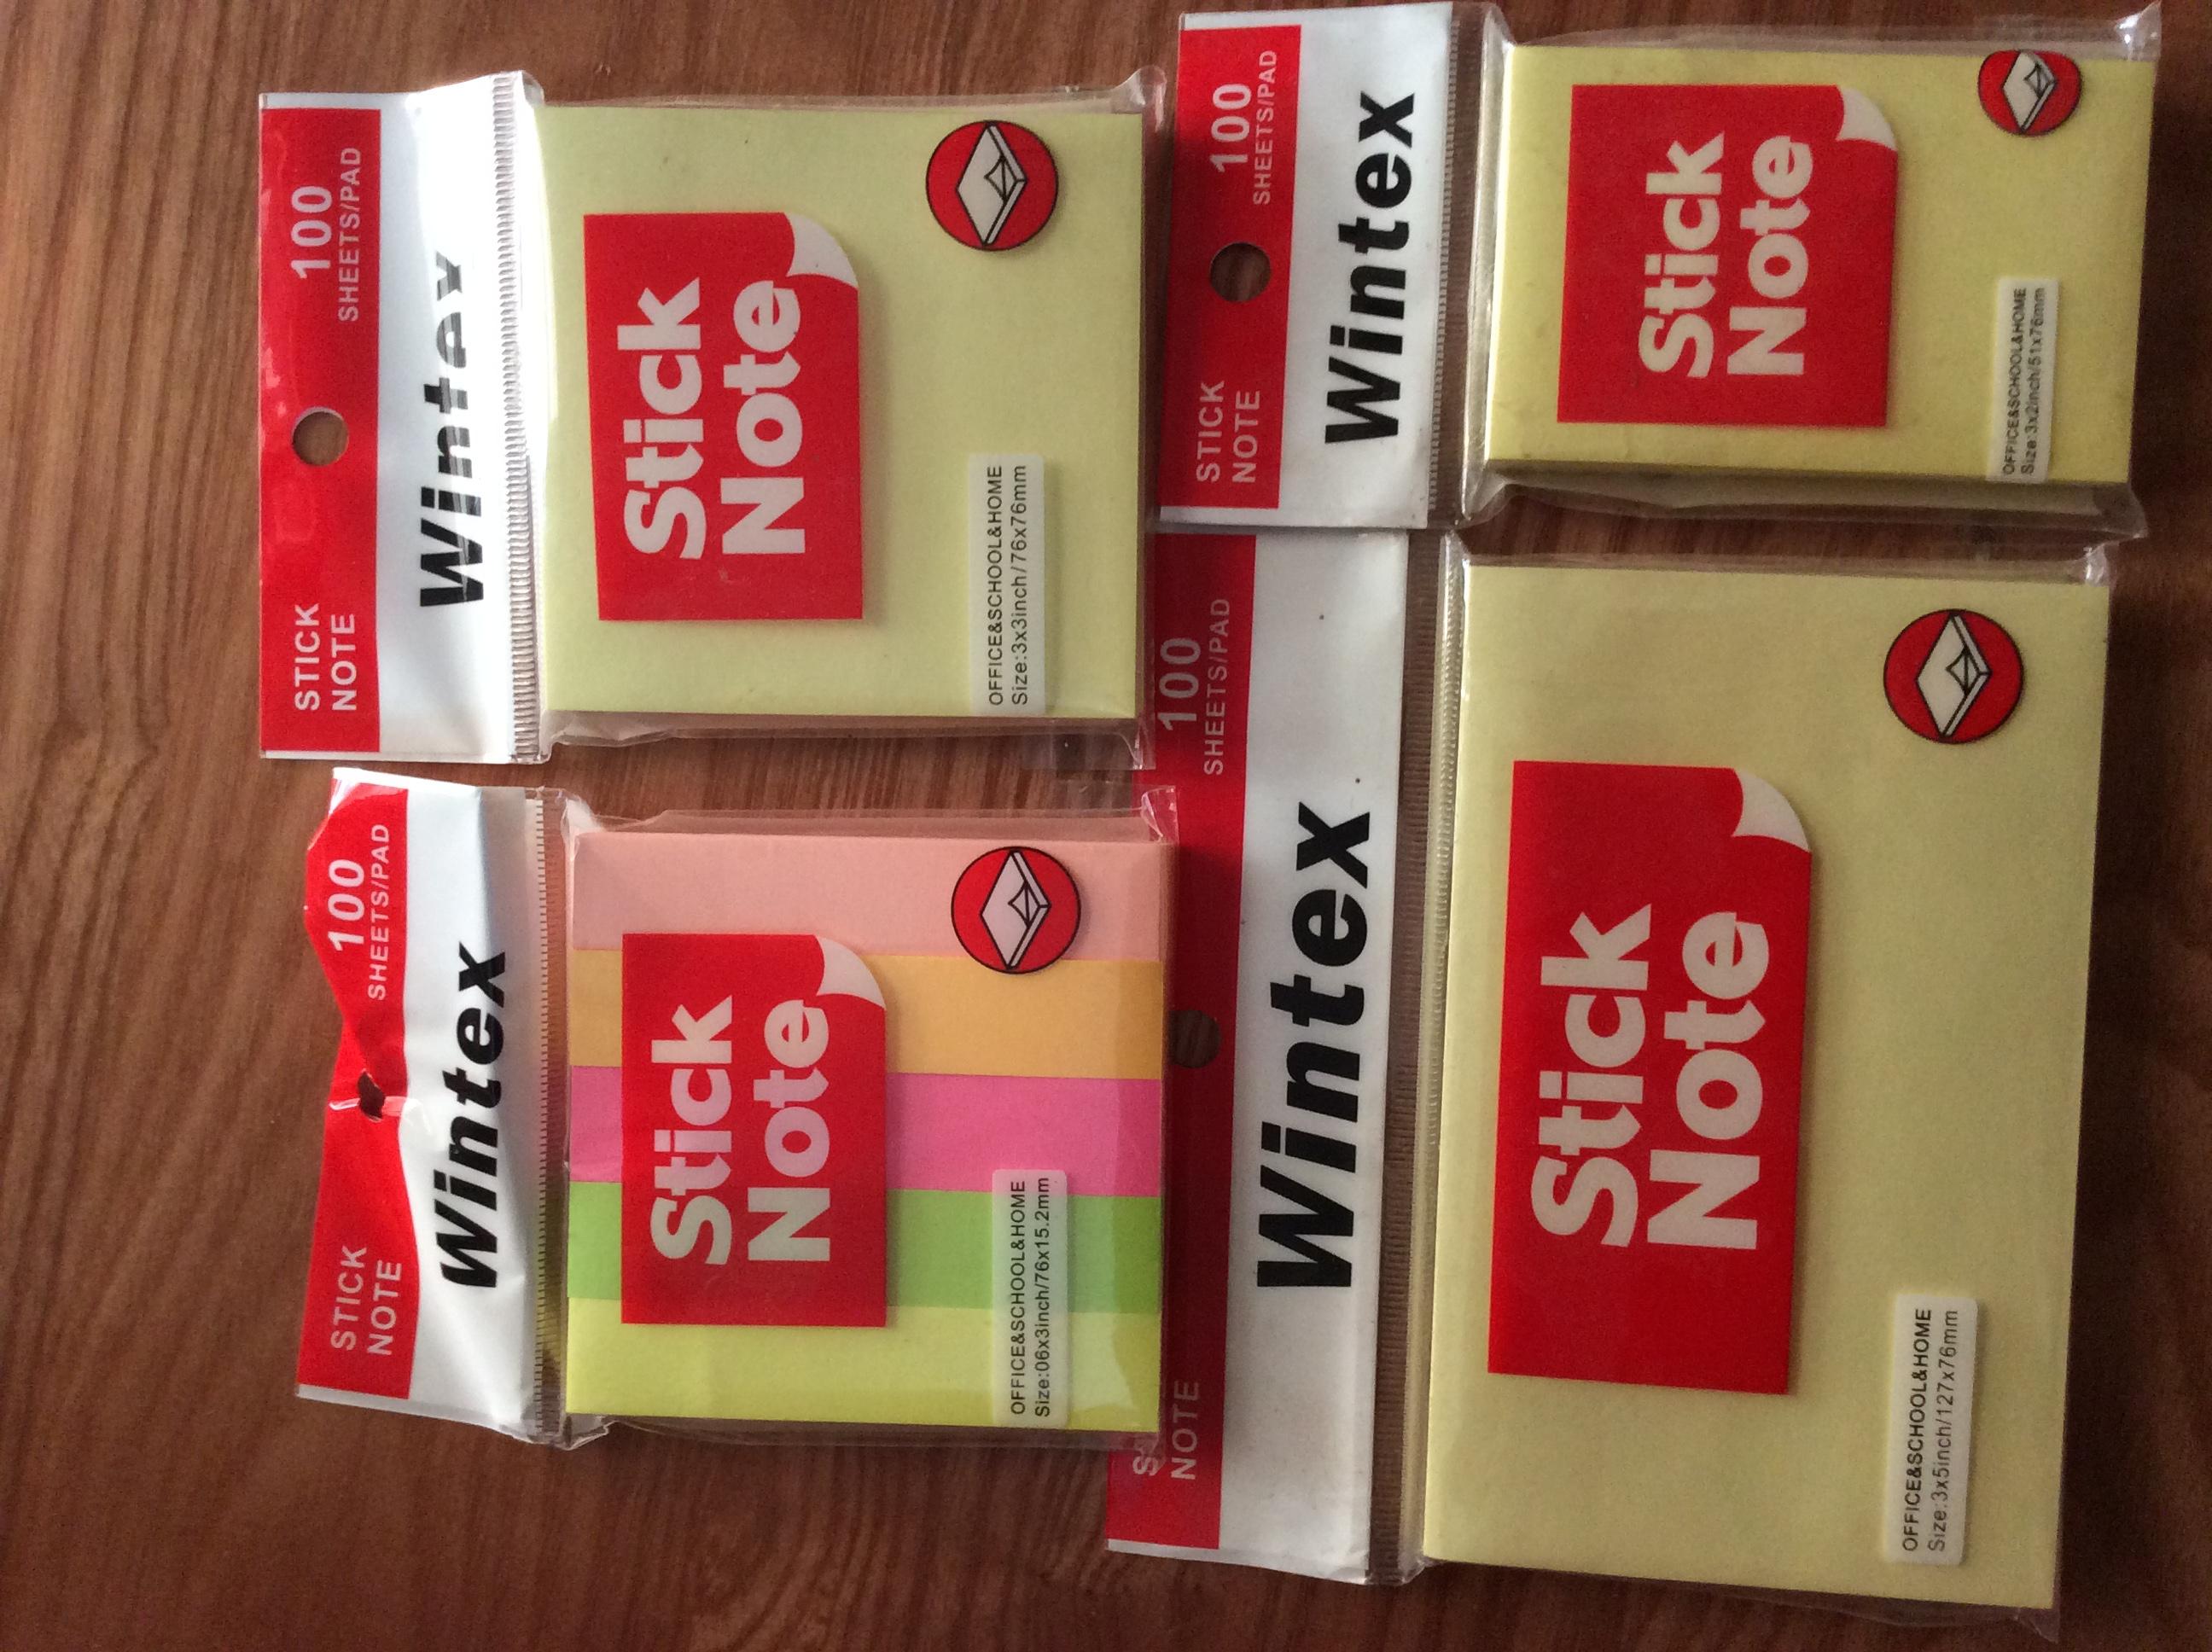 STICK
NOTE
100
SHEETS/PAD
Wintex
Stick
Note
OFFICE&SCHOOL&HOME
Size:06x3inch/76x15.2mm
STICK
NOTE
100
SHEETS/PAD
Wintex
Stick
Note
OFFICE&SCHOOL&HOME
Size:3x3inch/76x76mm
NOTE
100
SHEETS/PAD
Wintex
Stick
Note
OFFICE&SCHOOL&HOME
Size:3x5inch/127x76mm
STICK
NOTE
100
SHEETS/PAD
Wintex
Stick
Note
OFFICE&SCHOOL&HOME
Size:3x2inch/51x76mm